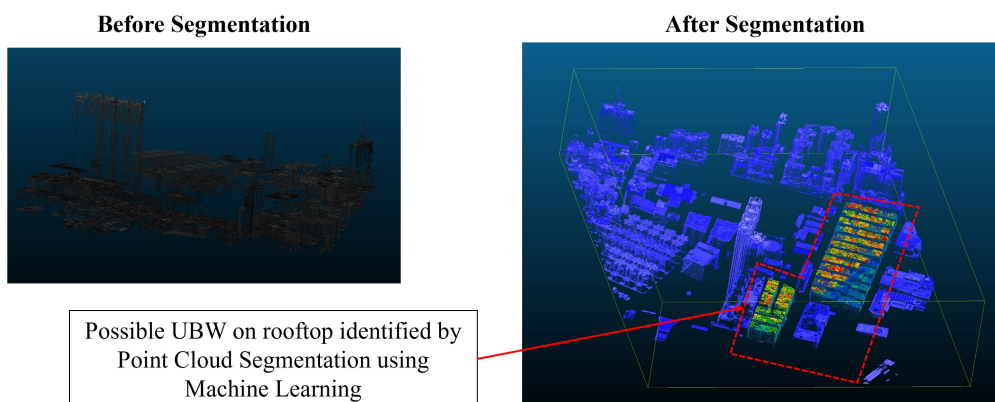 Before Segmentation
After Segmentation
Possible UBW on rooftop identified by
Point Cloud Segmentation using
Machine Learning